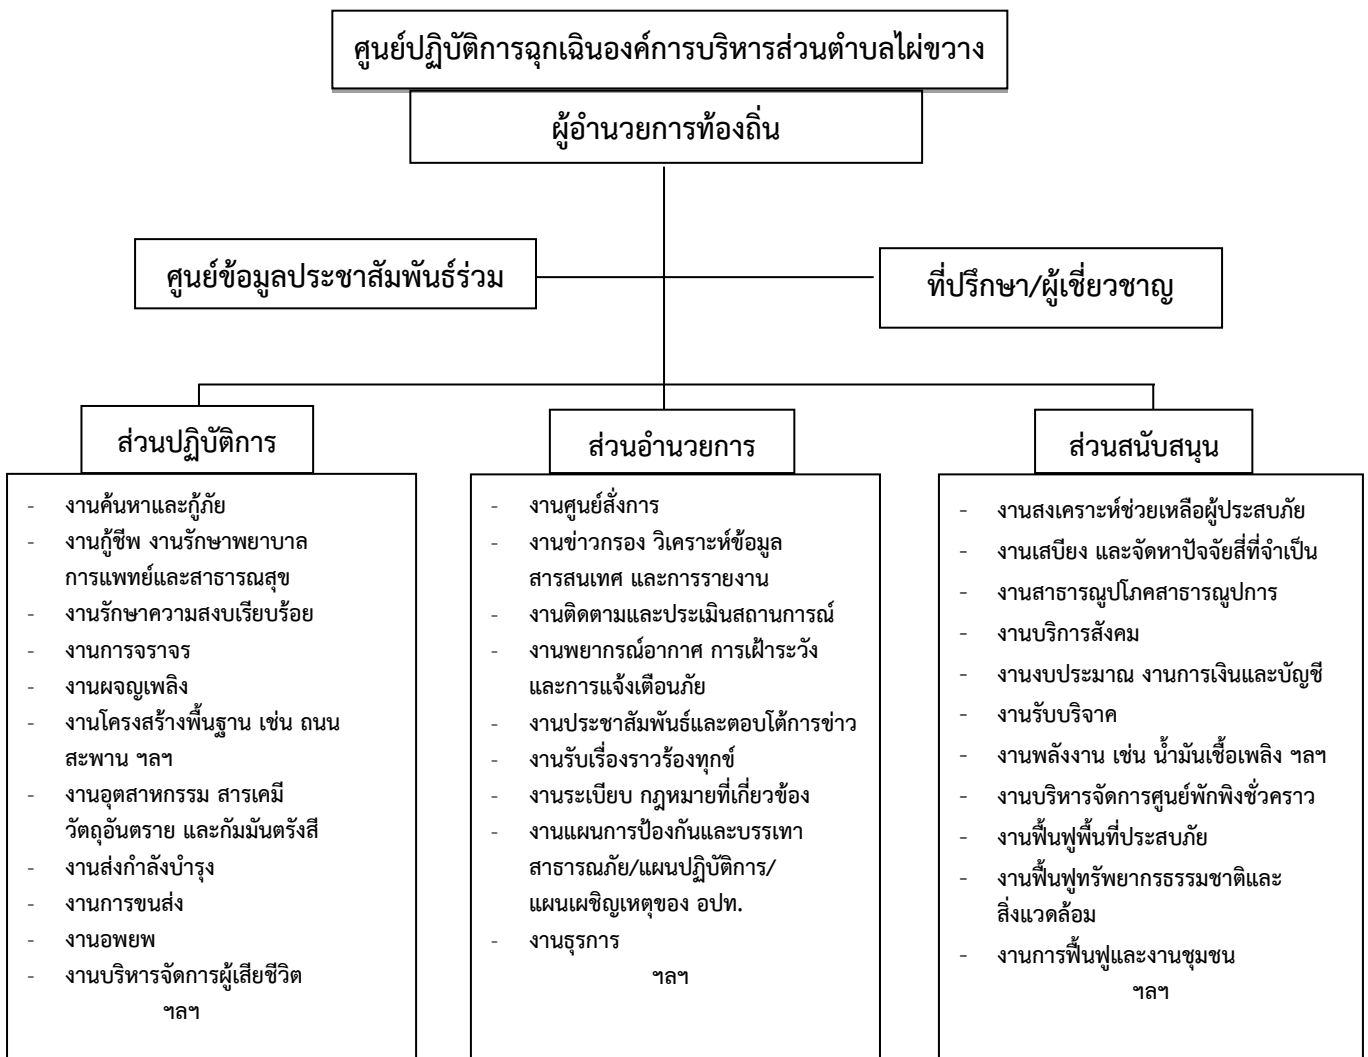 ศูนย์ปฏิบัติการฉุกเฉินองค์การบริหารส่วนตำบลไผ่ขวาง
ผู้อำนวยการท้องถิ่น
ศูนย์ข้อมูลประชาสัมพันธ์ร่วม
ที่ปรึกษา/ผู้เชี่ยวชาญ
ส่วนปฏิบัติการ
- งานค้นหาและกู้ภัย
- งานกู้ชีพ งานรักษาพยาบาล
การแพทย์และสาธารณสุข
- งานรักษาความสงบเรียบร้อย
- งานการจราจร
- งานผจญเพลิง
- งานโครงสร้างพื้นฐาน เช่น ถนน
สะพาน ฯลฯ
- งานอุตสาหกรรม สารเคมี
วัตถุอันตราย และกัมมันตรังสี
- งานส่งกำลังบำรุง
- งานการขนส่ง
- งานอพยพ
- งานบริหารจัดการผู้เสียชีวิต
ฯลฯ
ส่วนอำนวยการ
- งานศูนย์สั่งการ
- งานข่าวกรอง วิเคราะห์ข้อมูล
สารสนเทศ และการรายงาน
- งานติดตามและประเมินสถานการณ์
- งานพยากรณ์อากาศ การเฝ้าระวัง
และการแจ้งเตือนภัย
- งานประชาสัมพันธ์และตอบโต้การข่าว
- งานรับเรื่องราวร้องทุกข์
- งานระเบียบ กฎหมายที่เกี่ยวข้อง
- งานแผนการป้องกันและบรรเทา
สาธารณภัย/แผนปฏิบัติการ/
แผนเผชิญเหตุของ อปท.
- งานธุรการ
ฯลฯ
ส่วนสนับสนุน
- งานสงเคราะห์ช่วยเหลือผู้ประสบภัย
- งานเสบียง และจัดหาปัจจัยสี่ที่จำเป็น
- งานสาธารณูปโภคสาธารณูปการ
- งานบริการสังคม
- งานงบประมาณ งานการเงินและบัญชี
- งานรับบริจาค
- งานพลังงาน เช่น น้ำมันเชื้อเพลิง ฯลฯ
- งานบริหารจัดการศูนย์พักพิงชั่วคราว
- งานฟื้นฟูพื้นที่ประสบภัย
- งานฟื้นฟูทรัพยากรธรรมชาติและ
สิ่งแวดล้อม
- งานการฟื้นฟูและงานชุมชน
ฯลฯ